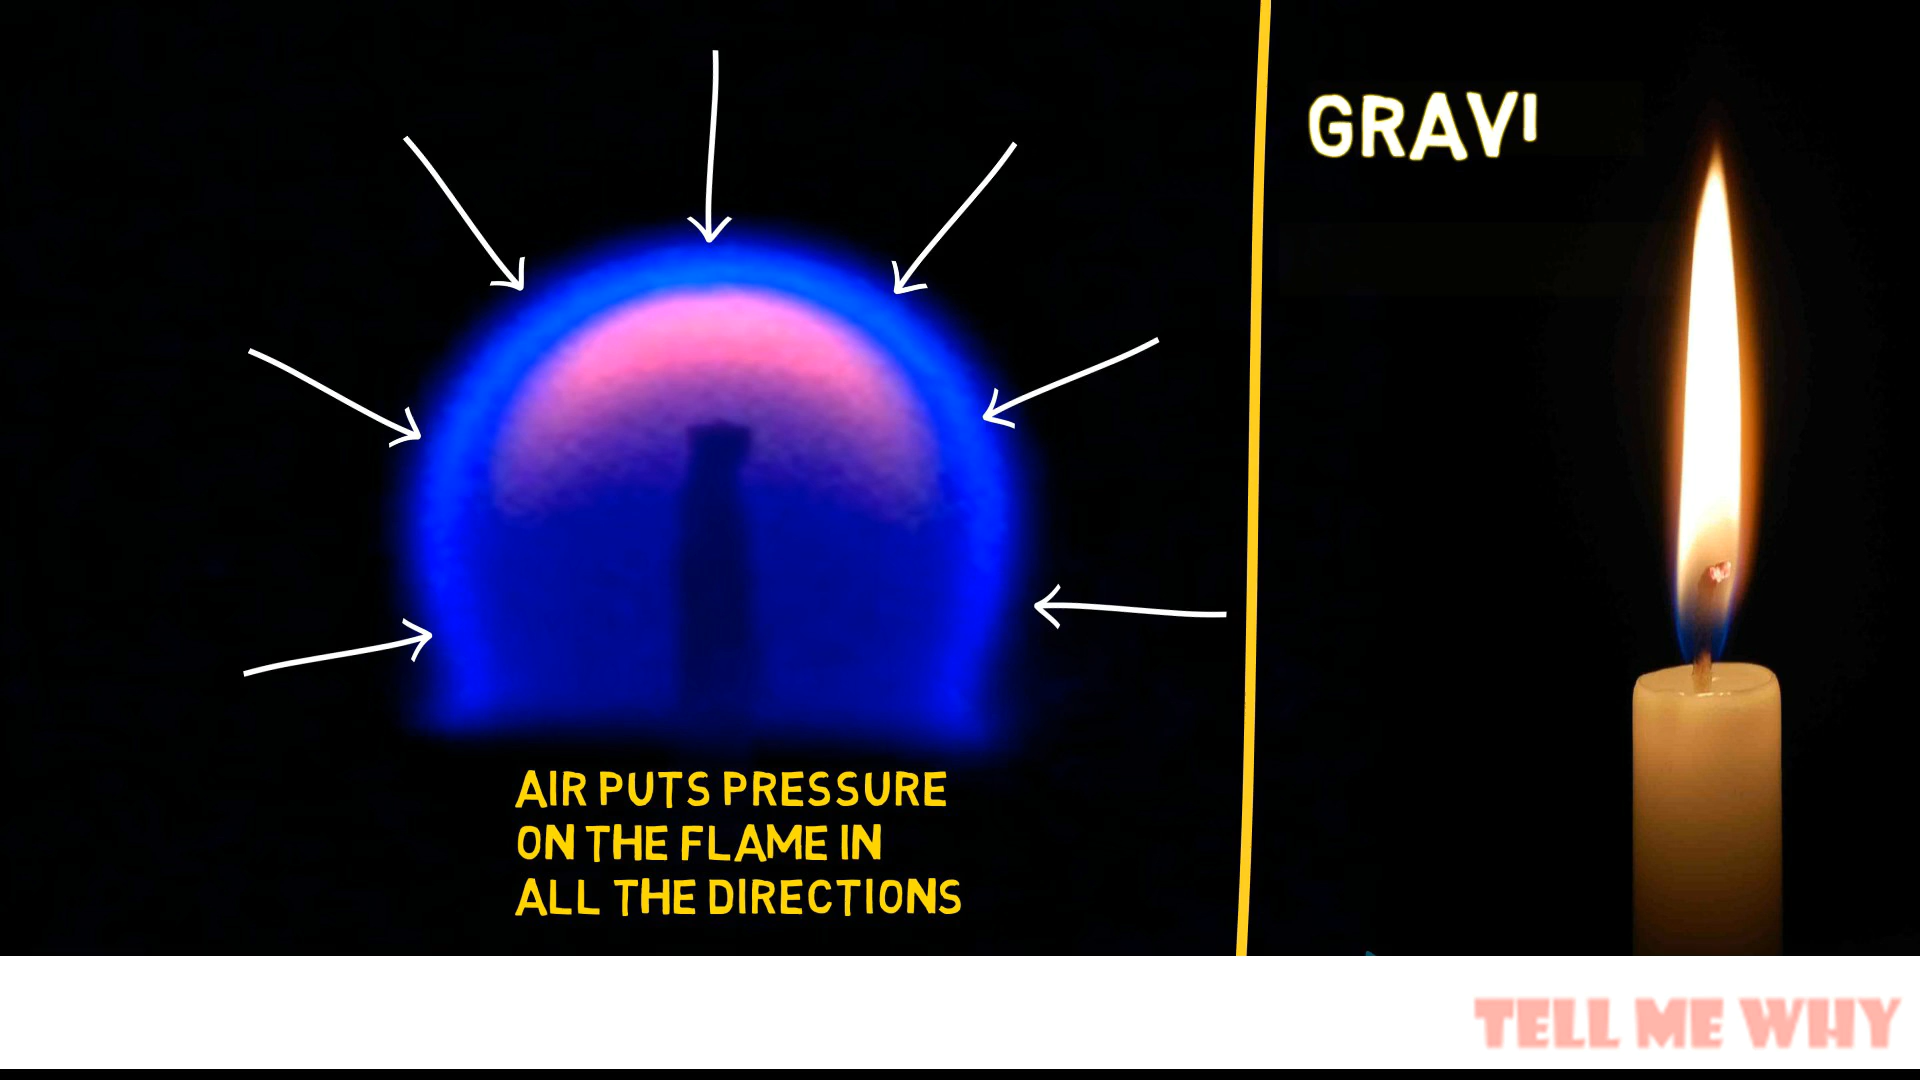 GRAVI
AIR PUTS PRESSURE
ON THE FLAME IN
ALL THE DIRECTIONS
TELL ME WHY